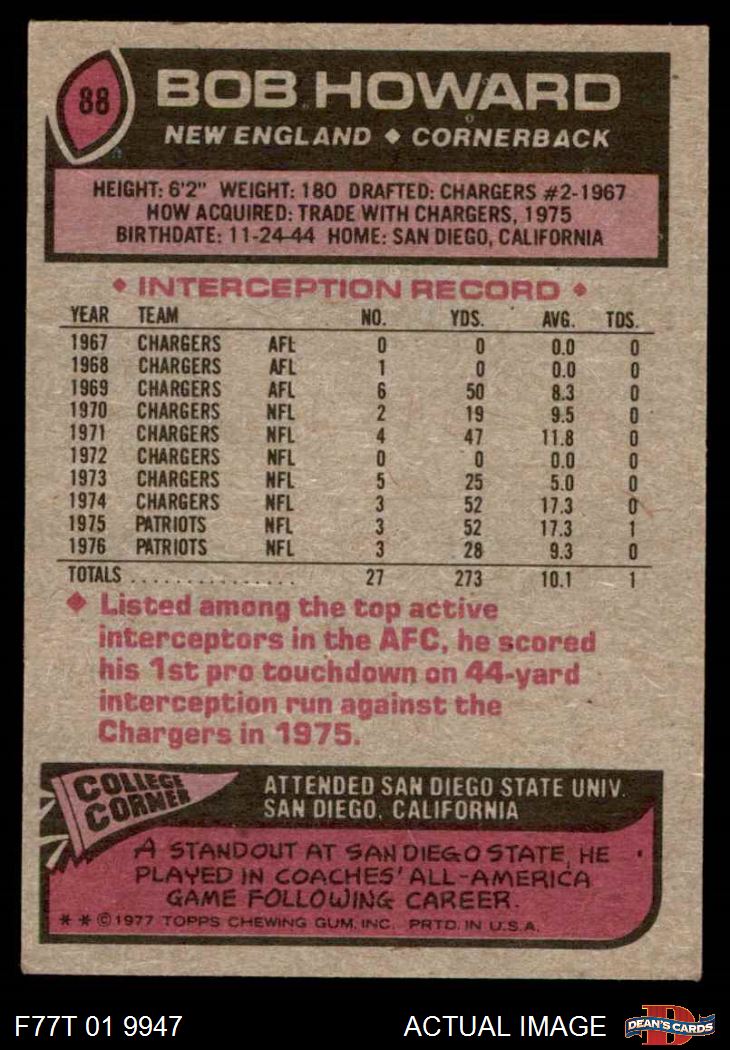 88
BOB HOWARD
NEW ENGLAND ◆ CORNERBACK
HEIGHT: 6'2" WEIGHT: 180 DRAFTED: CHARGERS #2-1967
HOW ACQUIRED: TRADE WITH CHARGERS, 1975
BIRTHDATE: 11-24-44 HOME: SAN DIEGO, CALIFORNIA
◆ INTERCEPTION RECORD ◆
YEAR TEAM NO. YDS. AVG. TDS.
1967 CHARGERS AFL 0 0 0.0 0
1968 CHARGERS AFL 1 0 0.0 0
1969 CHARGERS AFL 6 50 8.3 0
1970 CHARGERS NFL 2 19 9.5 0
1971 CHARGERS NFL 4 47 11.8 0
1972 CHARGERS NFL 0 0 0.0 0
1973 CHARGERS NFL 5 25 5.0 0
1974 CHARGERS NFL 3 52 17.3 0
1975 PATRIOTS NFL 3 52 17.3 1
1976 PATRIOTS NFL 3 28 9.3 0
TOTALS ................ 27 273 10.1 1
◆ Listed among the top active
interceptors in the AFC, he scored
his 1st pro touchdown on 44-yard
interception run against the
Chargers in 1975.
COLLEGE
CORNER
ATTENDED SAN DIEGO STATE UNIV.
SAN DIEGO, CALIFORNIA
A STANDOUT AT SAN DIEGO STATE, HE
PLAYED IN COACHES' ALL-AMERICA
GAME FOLLOWING CAREER.
** ©1977 TOPPS CHEWING GUM, INC. PRTD. IN U.S.A.
F77T 01 9947
ACTUAL IMAGE
D
DEAN'S CARDS